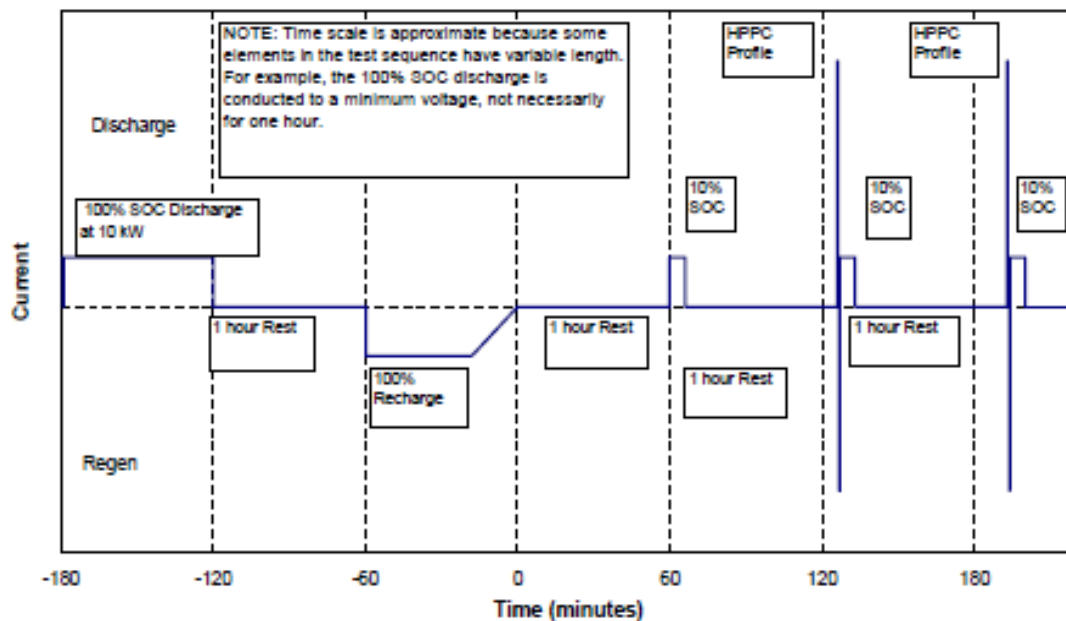 NOTE: Time scale is approximate because some
elements in the test sequence have variable length.
For example, the 100% SOC discharge is
conducted to a minimum voltage, not necessarily
for one hour.
HPPC
Profile
HPPC
Profile
Discharge
100% SOC Discharge
at 10 kW
10%
SOC
10%
SOC
10%
SOC
Current
1 hour Rest
1 hour Rest
1 hour Rest
100%
Recharge
1 hour Rest
Regen
-180
-120
-60
0
60
120
180
Time (minutes)